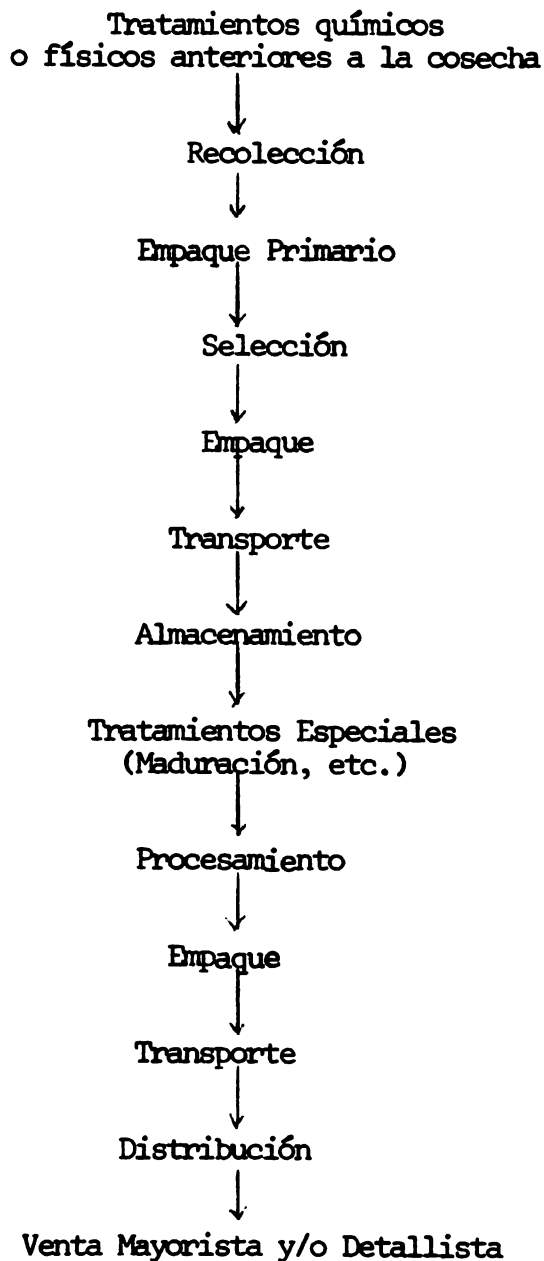 Tratamientos químicos
o físicos anteriores a la cosecha
Recolección
Empaque Primario
Selección
Empaque
Transporte
Almacenamiento
Tratamientos Especiales
(Maduración, etc.)
Procesamiento
Empaque
Transporte
Distribución
Venta Mayorista y/o Detallista